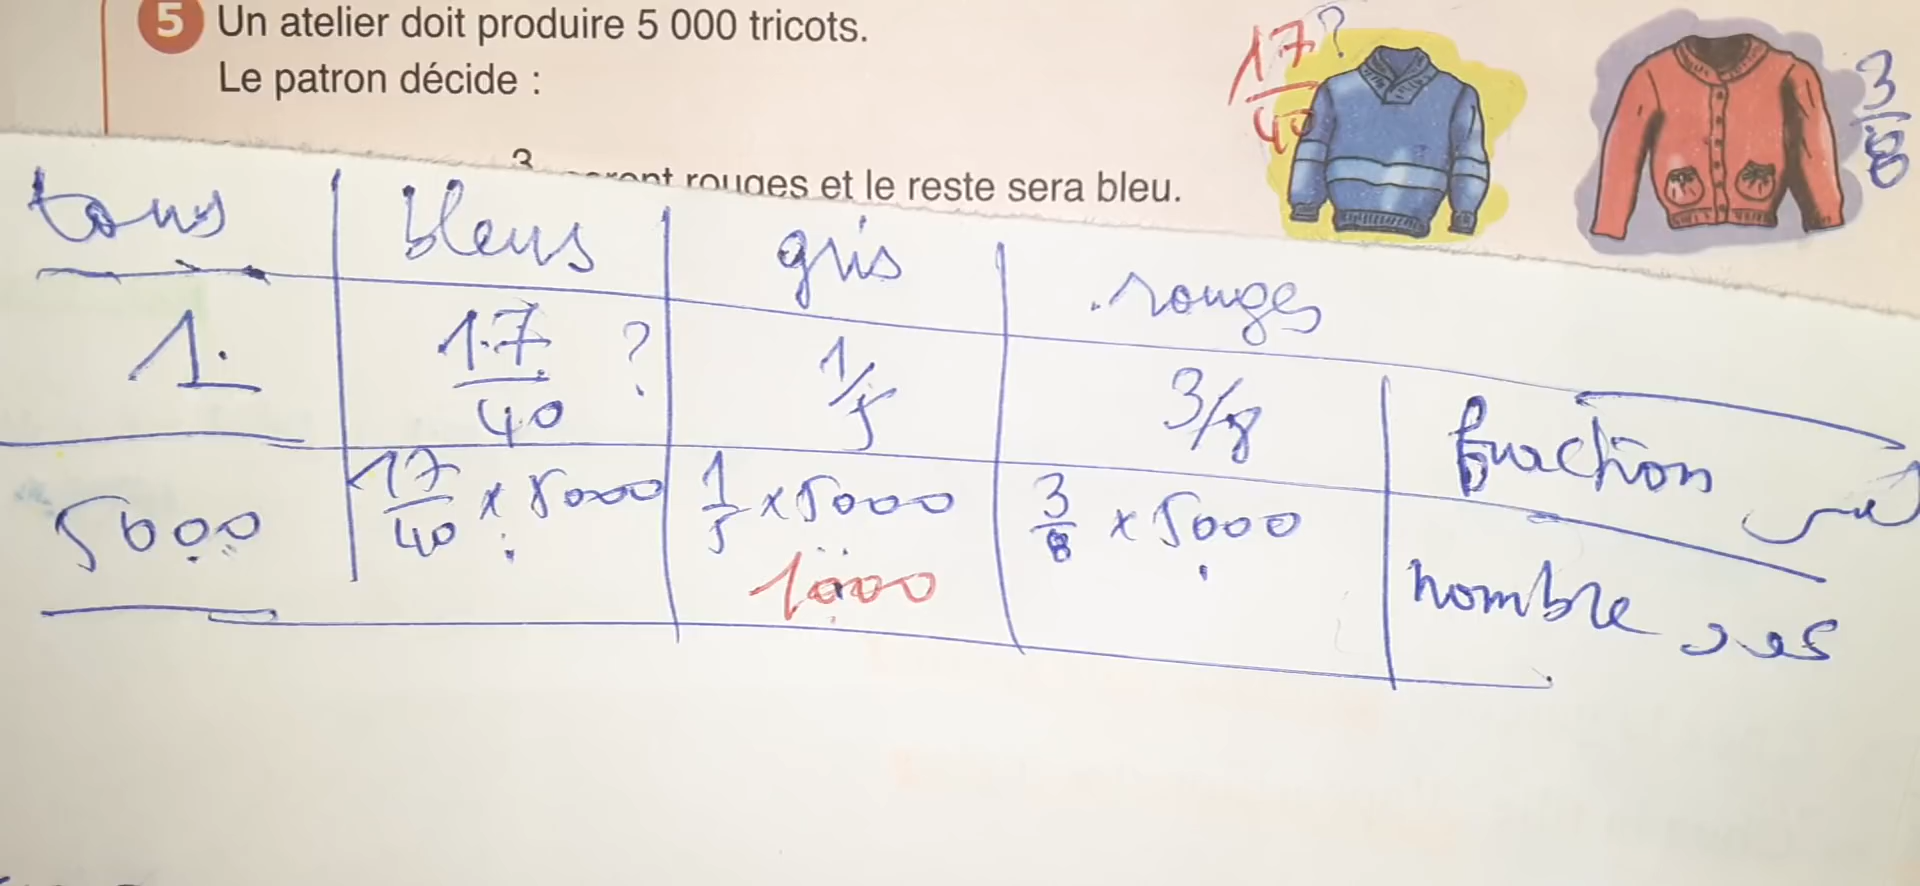 5 Un atelier doit produire 5 000 tricots.
Le patron décide :
17/40 ?
3/8
3 rouges et le reste sera bleu.
tous bleus gris rouges
1 17/40 ? 1/5 3/8 fraction
5000 17/40 x 5000 1/5 x 5000 3/8 x 5000 nombre
1000